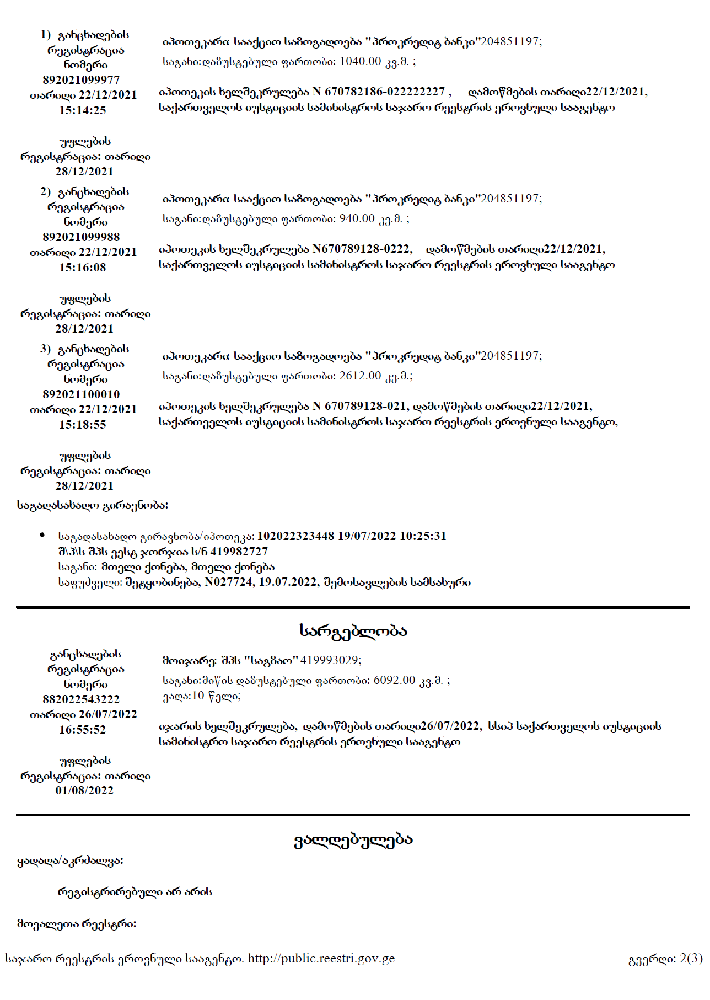 1) განცხადების
რეგისტრაცია
ნომერი
892021099977
თარიღი 22/12/2021
15:14:25
უფლების
რეგისტრაცია: თარიღი
28/12/2021
იპოთეკარი: სააქციო საზოგადოება "პროკრედიტ ბანკი"204851197;
საგანი:დაზუსტებული ფართობი: 1040.00 კვ.მ. ;
იპოთეკის ხელშეკრულება N 670782186-022222227 , დამოწმების თარიღი22/12/2021,
საქართველოს იუსტიციის სამინისტროს საჯარო რეესტრის ეროვნული სააგენტო
2) განცხადების
რეგისტრაცია
ნომერი
892021099988
თარიღი 22/12/2021
15:16:08
უფლების
რეგისტრაცია: თარიღი
28/12/2021
იპოთეკარი: სააქციო საზოგადოება "პროკრედიტ ბანკი"204851197;
საგანი:დაზუსტებული ფართობი: 940.00 კვ.მ. ;
იპოთეკის ხელშეკრულება N670789128-0222, დამოწმების თარიღი22/12/2021,
საქართველოს იუსტიციის სამინისტროს საჯარო რეესტრის ეროვნული სააგენტო
3) განცხადების
რეგისტრაცია
ნომერი
892021100010
თარიღი 22/12/2021
15:18:55
უფლების
რეგისტრაცია: თარიღი
28/12/2021
იპოთეკარი: სააქციო საზოგადოება "პროკრედიტ ბანკი"204851197;
საგანი:დაზუსტებული ფართობი: 2612.00 კვ.მ.;
იპოთეკის ხელშეკრულება N 670789128-021, დამოწმების თარიღი22/12/2021,
საქართველოს იუსტიციის სამინისტროს საჯარო რეესტრის ეროვნული სააგენტო,
საგადასახადო გირავნობა:
• საგადასახადო გირავნობა/იპოთეკა: 102022323448 19/07/2022 10:25:31
შ\პ\ს შპს ვესტ ჯორჯია ს/ნ 419982727
საგანი: მთელი ქონება, მთელი ქონება
საფუძველი: შეტყობინება, N027724, 19.07.2022, შემოსავლების სამსახური
სარგებლობა
განცხადების
რეგისტრაცია
ნომერი
882022543222
თარიღი 26/07/2022
16:55:52
უფლების
რეგისტრაცია: თარიღი
01/08/2022
მოიჯარე: შპს "საგზაო"419993029;
საგანი:მიწის დაზუსტებული ფართობი: 6092.00 კვ.მ. ;
ვადა:10 წელი;
იჯარის ხელშეკრულება, დამოწმების თარიღი26/07/2022, სსიპ საქართველოს იუსტიციის
სამინისტრო საჯარო რეესტრის ეროვნული სააგენტო
ვალდებულება
ყადაღა/აკრძალვა:
რეგისტრირებული არ არის
მოვალეთა რეესტრი:
საჯარო რეესტრის ეროვნული სააგენტო. http://public.reestri.gov.ge
გვერდი: 2(3)